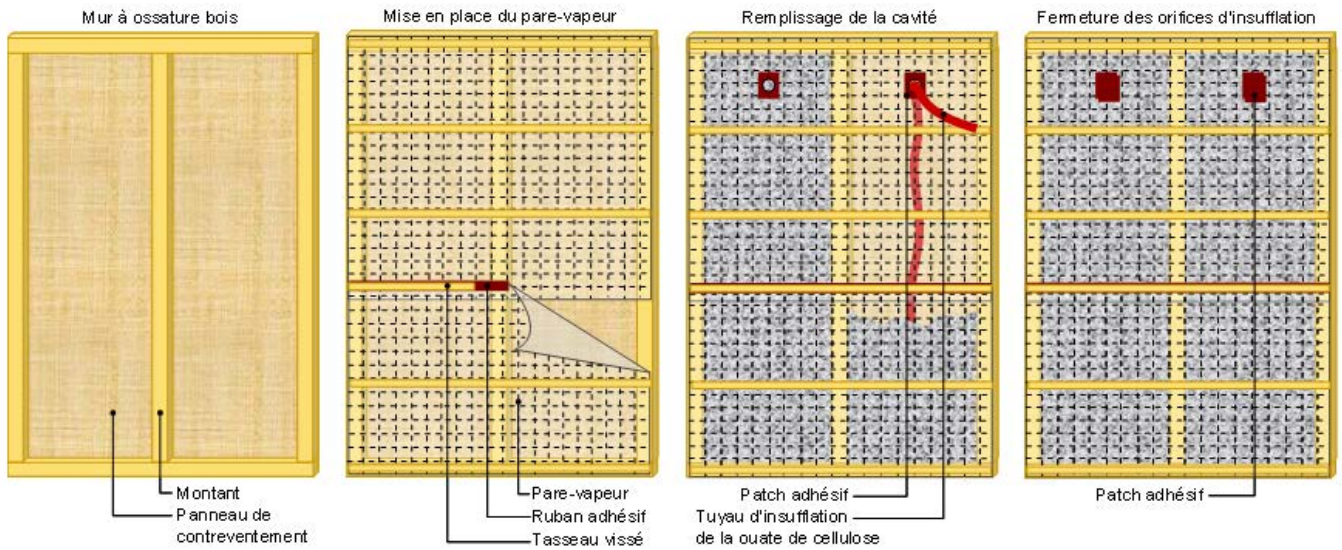 Mur à ossature bois
Mise en place du pare-vapeur
Remplissage de la cavité
Fermeture des orifices d'insufflation
Montant
Panneau de
contreventement
Pare-vapeur
Ruban adhésif
Tasseau vissé
Patch adhésif
Tuyau d'insufflation
de la ouate de cellulose
Patch adhésif